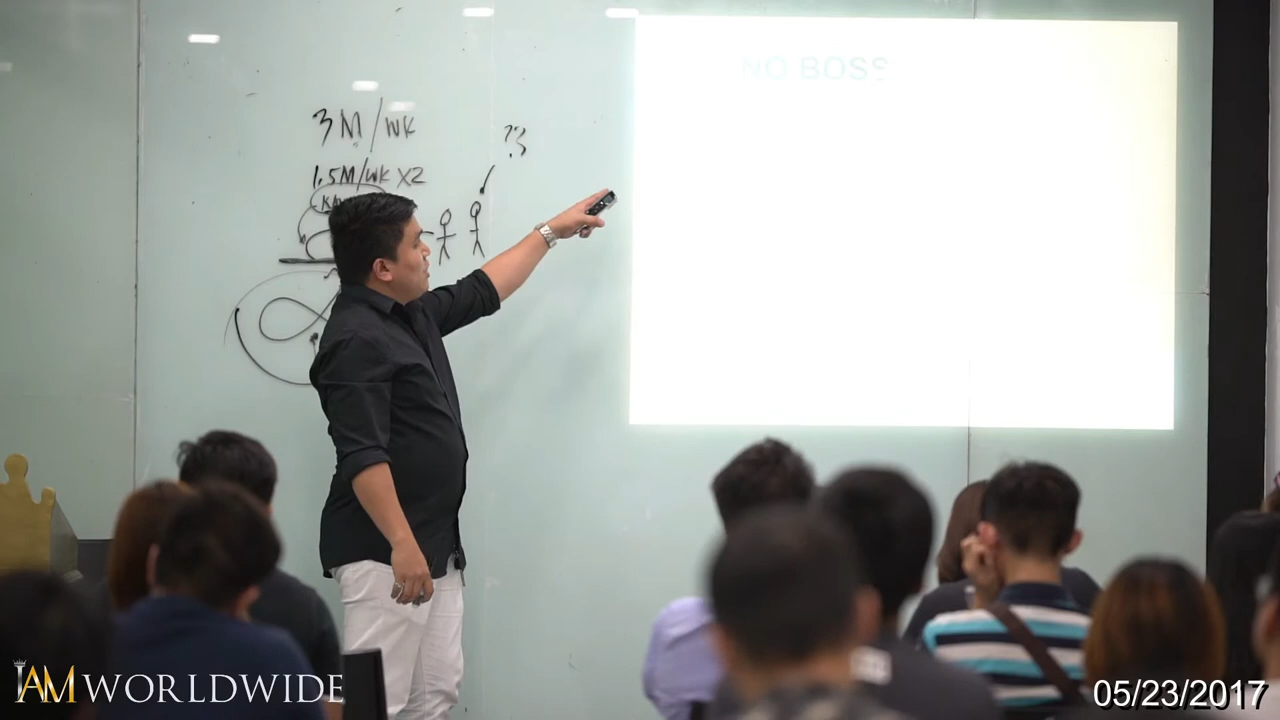 NO BOSS
3M/WK
??
1.5M/WK X2
IAM WORLDWIDE
05/23/2017